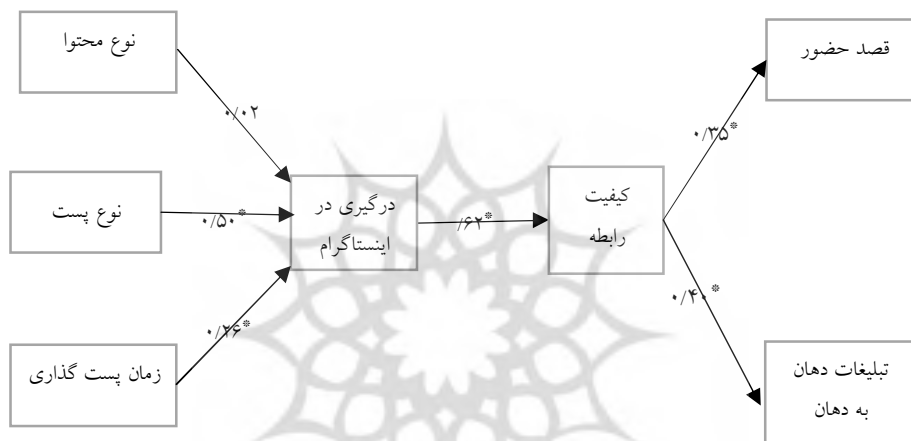 نوع محتوا
قصد حضور
۰/۰۲
۰/۳۵*
نوع پست
۰/۵۰*
درگیری در
اینستاگرام
/۶۲*
کیفیت
رابطه
۰/۲۶*
۰/۴۰*
زمان پست گذاری
تبلیغات دهان
به دهان